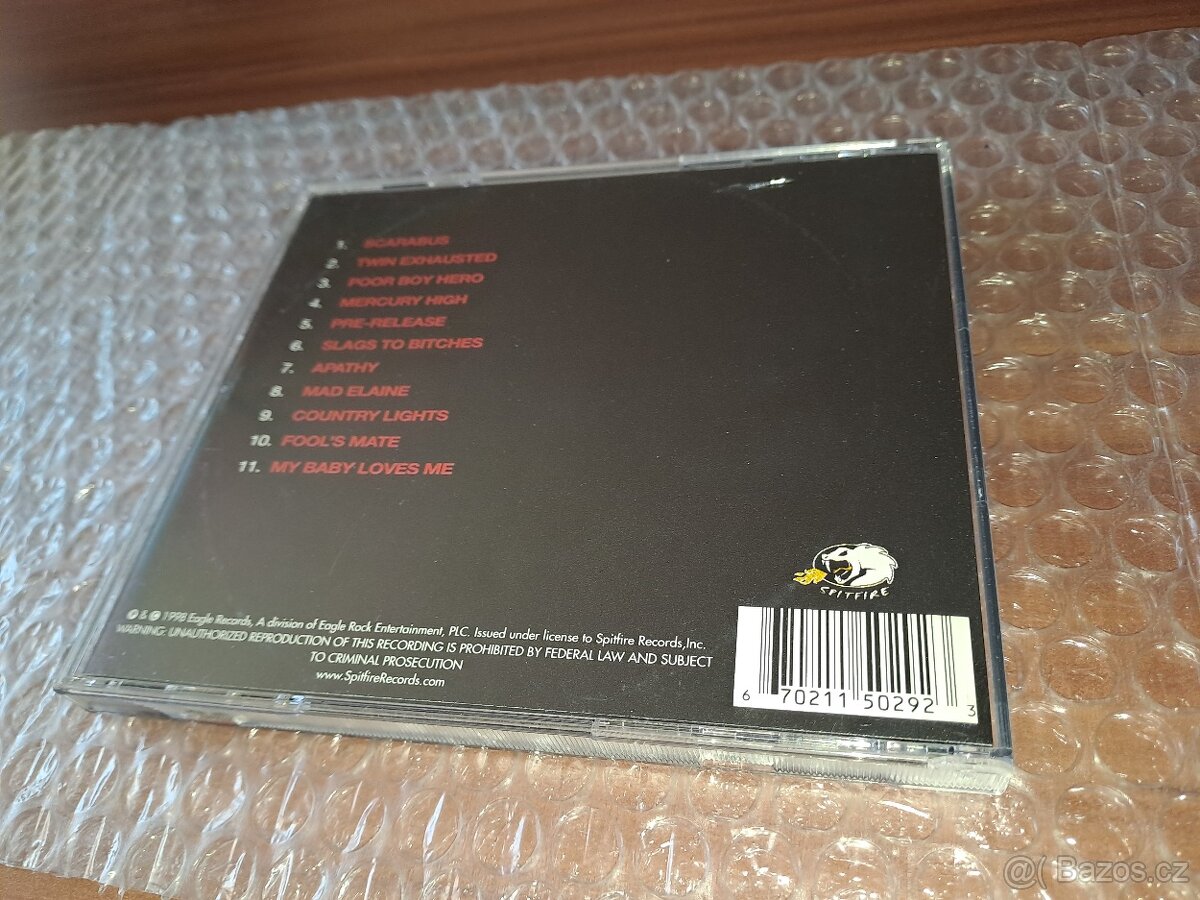 1. SCARABUS
2. TWIN EXHAUSTED
3. POOR BOY HERO
4. MERCURY HIGH
5. PRE-RELEASE
6. SLAGS TO BITCHES
7. APATHY
8. MAD ELAINE
9. COUNTRY LIGHTS
10. FOOL'S MATE
11. MY BABY LOVES ME
SPITFIRE
℗ & © 1998 Eagle Records, A division of Eagle Rock Entertainment, PLC. Issued under license to Spitfire Records,Inc.
WARNING: UNAUTHORIZED REPRODUCTION OF THIS RECORDING IS PROHIBITED BY FEDERAL LAW AND SUBJECT
TO CRIMINAL PROSECUTION
www.SpitfireRecords.com
6 70211 50292 3
@( Bazos.cz